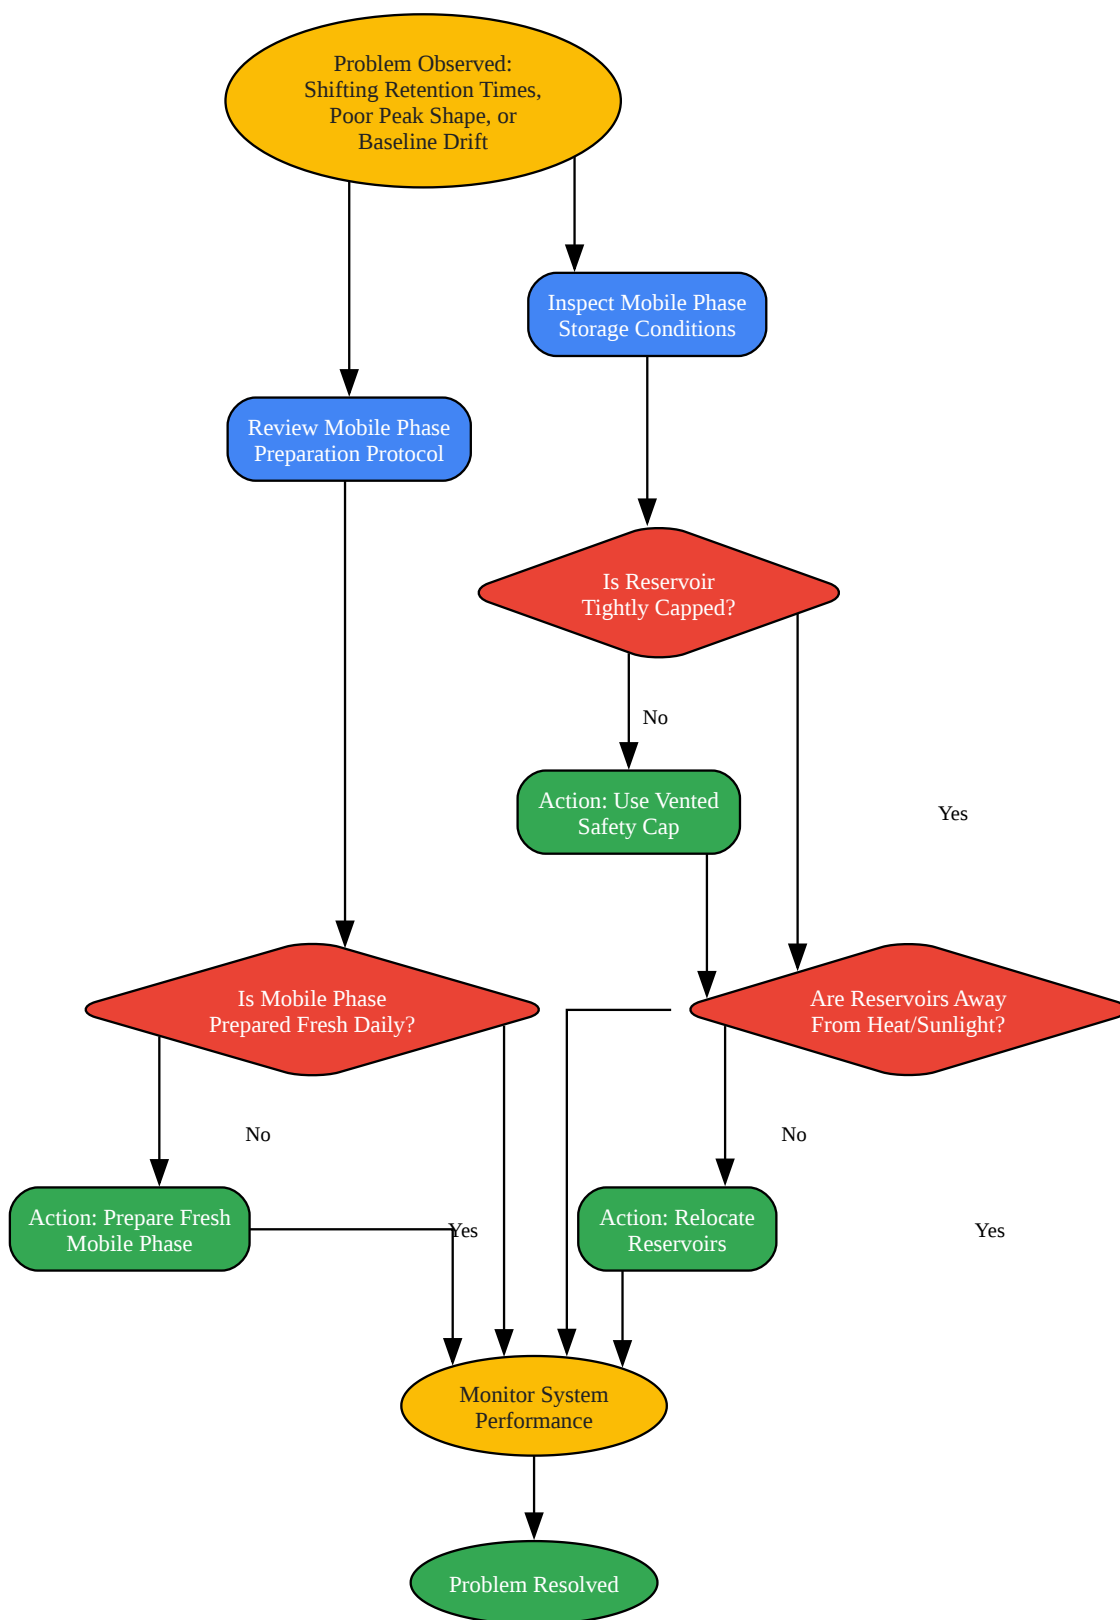 Problem Observed:
Shifting Retention Times,
Poor Peak Shape, or
Baseline Drift
Inspect Mobile Phase
Storage Conditions
Review Mobile Phase
Preparation Protocol
Is Reservoir
Tightly Capped?
No
Action: Use Vented
Safety Cap
Yes
Is Mobile Phase
Prepared Fresh Daily?
Are Reservoirs Away
From Heat/Sunlight?
No
No
Action: Prepare Fresh
Mobile Phase
Yes
Action: Relocate
Reservoirs
Yes
Monitor System
Performance
Problem Resolved